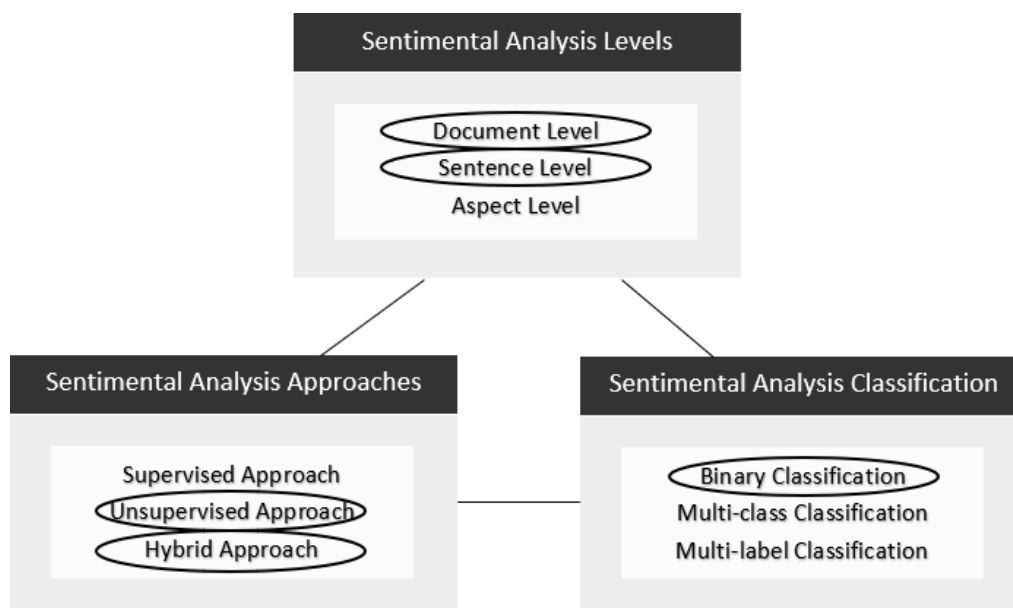 Sentimental Analysis Levels
Document Level
Sentence Level
Aspect Level
Sentimental Analysis Approaches
Supervised Approach
Unsupervised Approach
Hybrid Approach
Sentimental Analysis Classification
Binary Classification
Multi-class Classification
Multi-label Classification